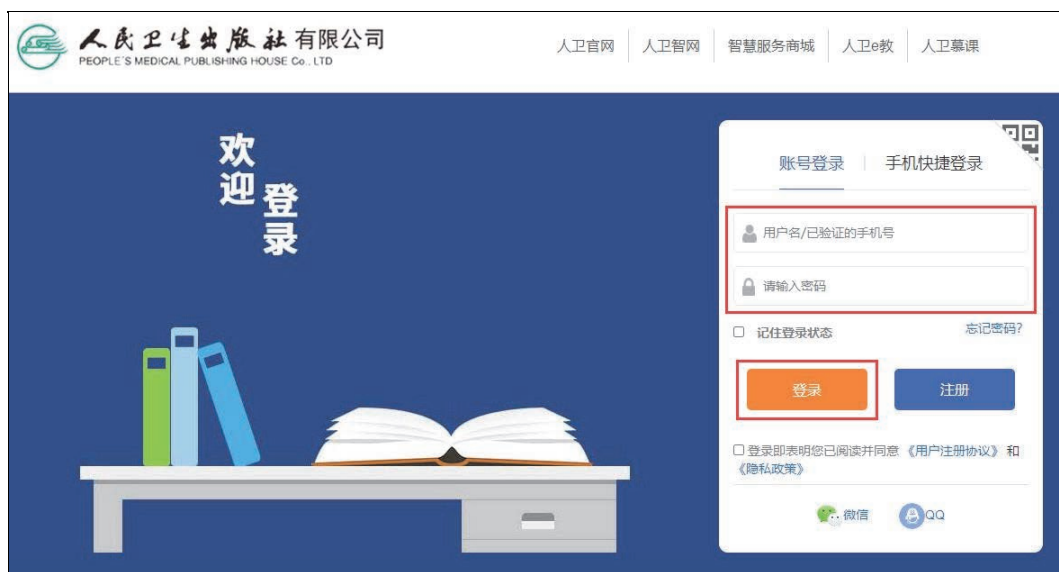 人民卫生出版社有限公司
PEOPLE'S MEDICAL PUBLISHING HOUSE Co., LTD
人卫官网 人卫智网 智慧服务商城 人卫e教 人卫慕课
欢迎
登录
账号登录 手机快捷登录
用户名/已验证的手机号
请输入密码
记住登录状态 忘记密码?
登录 注册
登录即表明您已阅读并同意《用户注册协议》和
《隐私政策》
微信 QQ